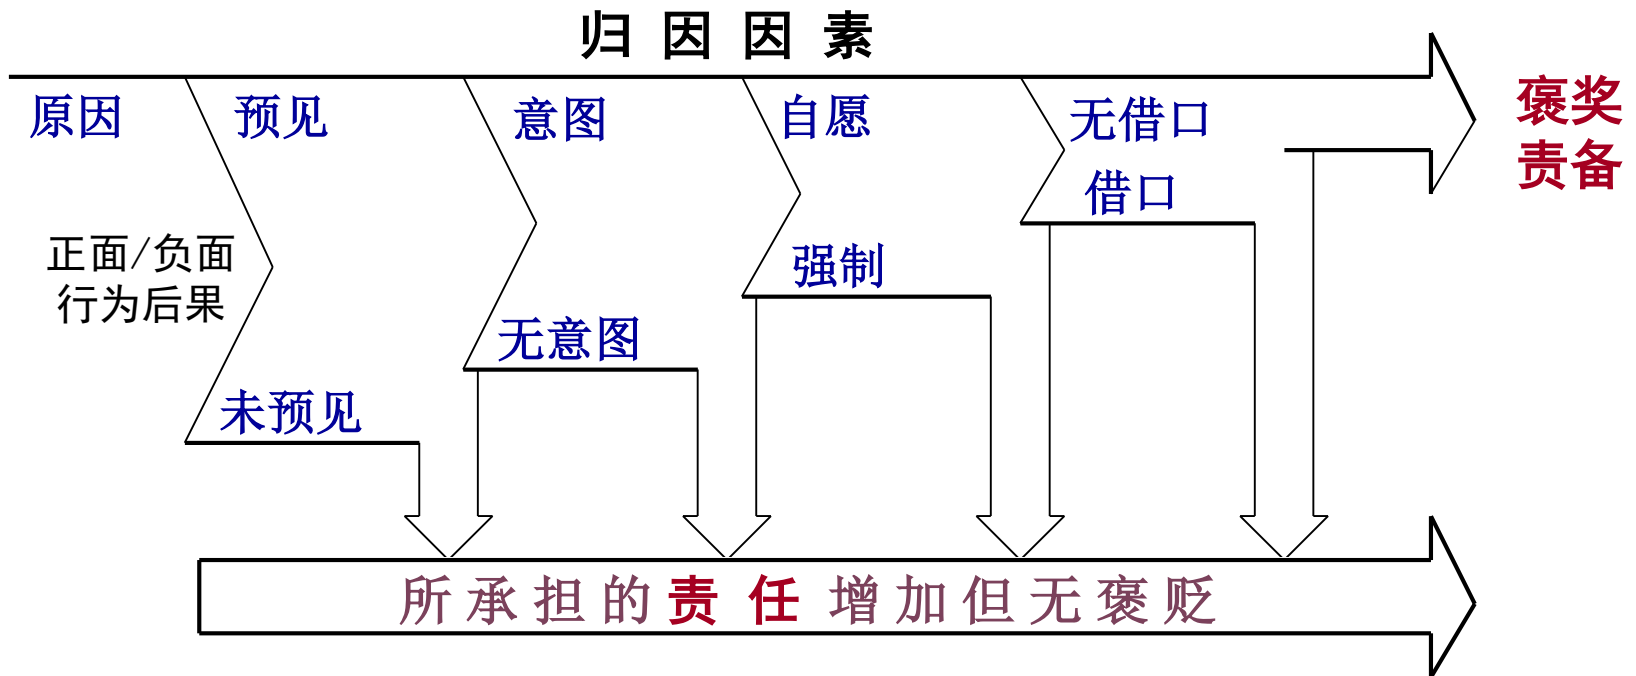 归因因素
原因
预见
意图
自愿
无借口
褒奖
责备
借口
正面/负面
行为后果
强制
无意图
未预见
所承担的责任增加但无褒贬